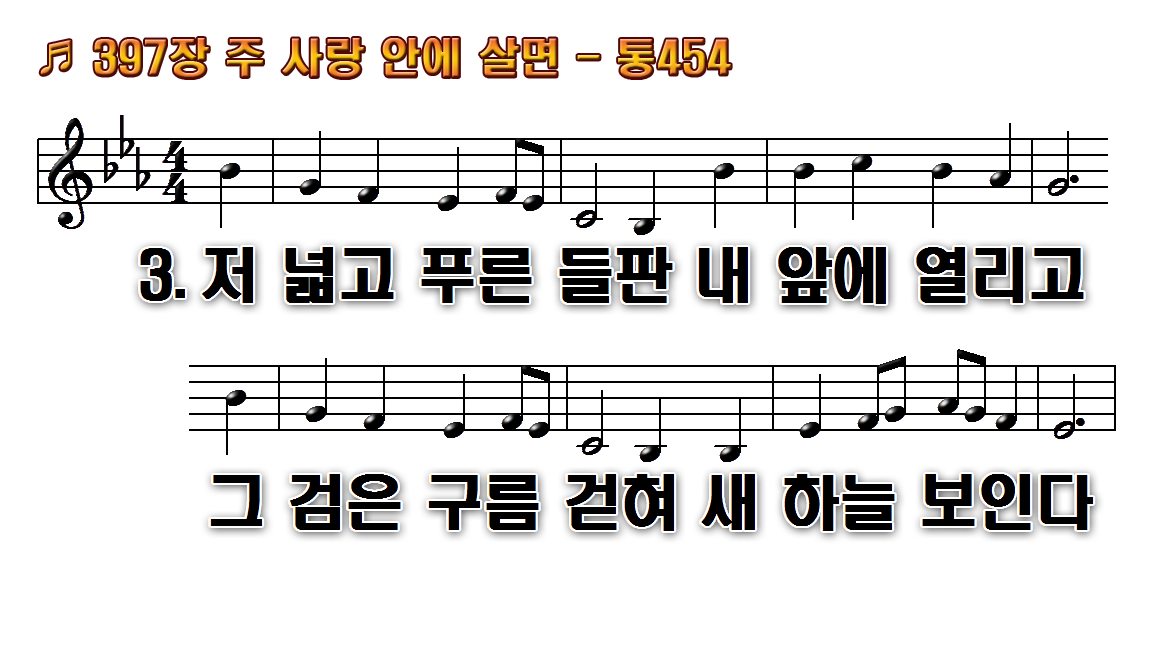 ♬ 397장 주 사랑 안에 살면 - 통454
3. 저 넓고 푸른 들판 내 앞에 열리고
그 검은 구름 걷혀 새 하늘 보인다